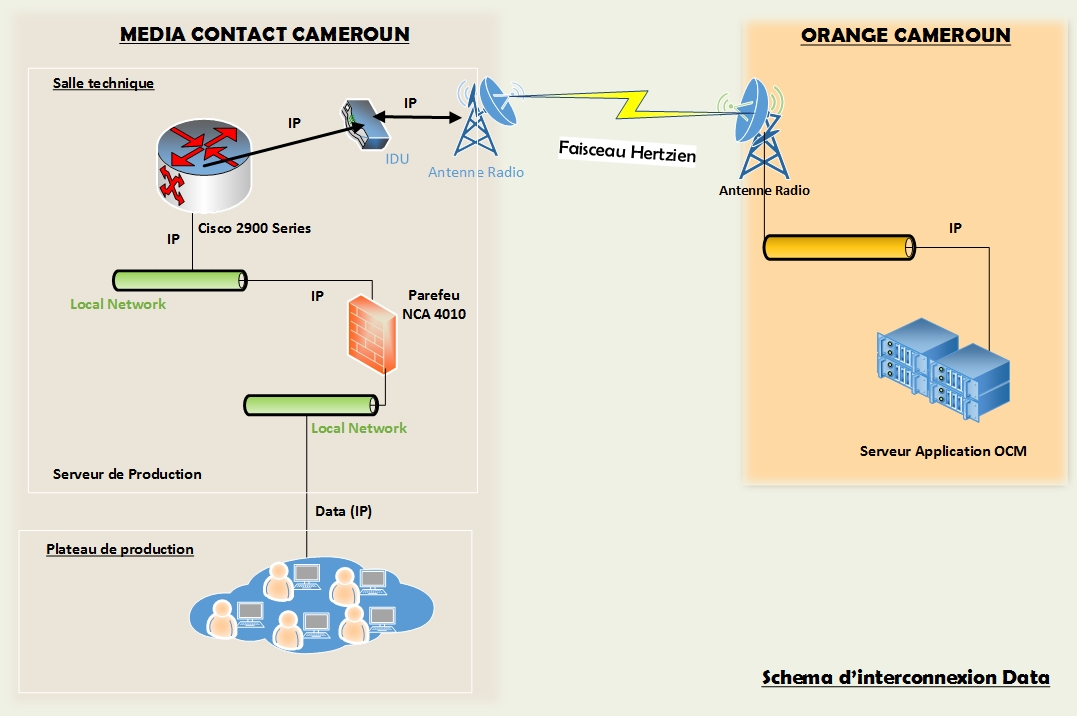 MEDIA CONTACT CAMEROUN
ORANGE CAMEROUN
Salle technique
IP
IP
IDU
Antenne Radio
Faisceau Hertzien
Antenne Radio
Cisco 2900 Series
IP
IP
Local Network
IP
Parefeu
NCA 4010
Local Network
Serveur Application OCM
Serveur de Production
Data (IP)
Plateau de production
Schema d'interconnexion Data